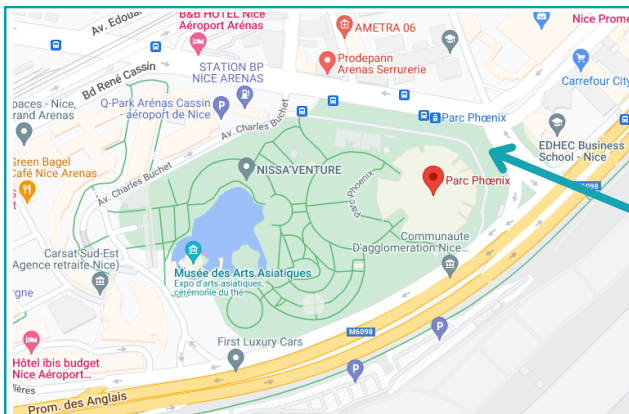 B&B HOTEL Nice
Aéroport Arénas
Av. Edoua
AMETRA 06
Nice Prome
Prodepann
Arenas Serrurerie
STATION BP
NICE ARENAS
Bd René Cassin
Carrefour City
paces - Nice,
rand Arenas
Q-Park Arénas Cassin
- aéroport de Nice
Av. Charles Buchet
Parc Phœnix
EDHEC Business
School - Nice
Green Bagel
Café Nice Arenas
Av. Charles Buchet
NISSA'VENTURE
Parc Phoenix
Parc Phœnix
M6098
Carsat Sud-Est
Agence retraite Nice)
Communaute
D'agglomeration Nice...
Musée des Arts Asiatiques
Expo d'arts asiatiques,
cérémonie du thé
P
P
P
M6098
First Luxury Cars
Hôtel ibis budget
Nice Aéroport...
Prom. des Anglais